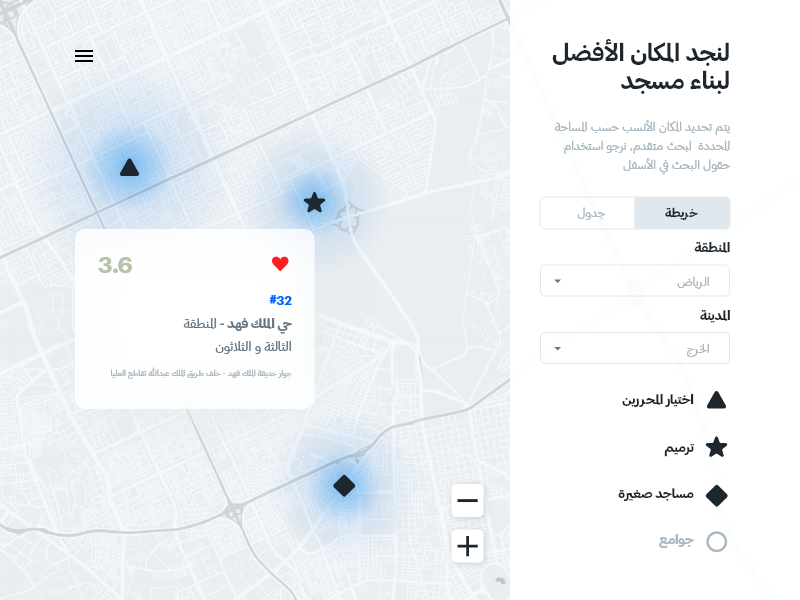 لنجد المكان الأفضل
لبناء مسجد
يتم تحديد المكان الأنسب حسب المساحة
المحددة لبحث متقدم, نرجو استخدام
حقول البحث في الأسفل
خريطة
جدول
المنطقة
الرياض
المدينة
الخرج
اختيار المحررين
ترميم
مساجد صغيرة
جوامع
3.6
#32
حي الملك فهد - المنطقة
الثالثة و الثلاثون
جوار حديقة الملك فهد - خلف طريق الملك عبدالله تقاطع العليا